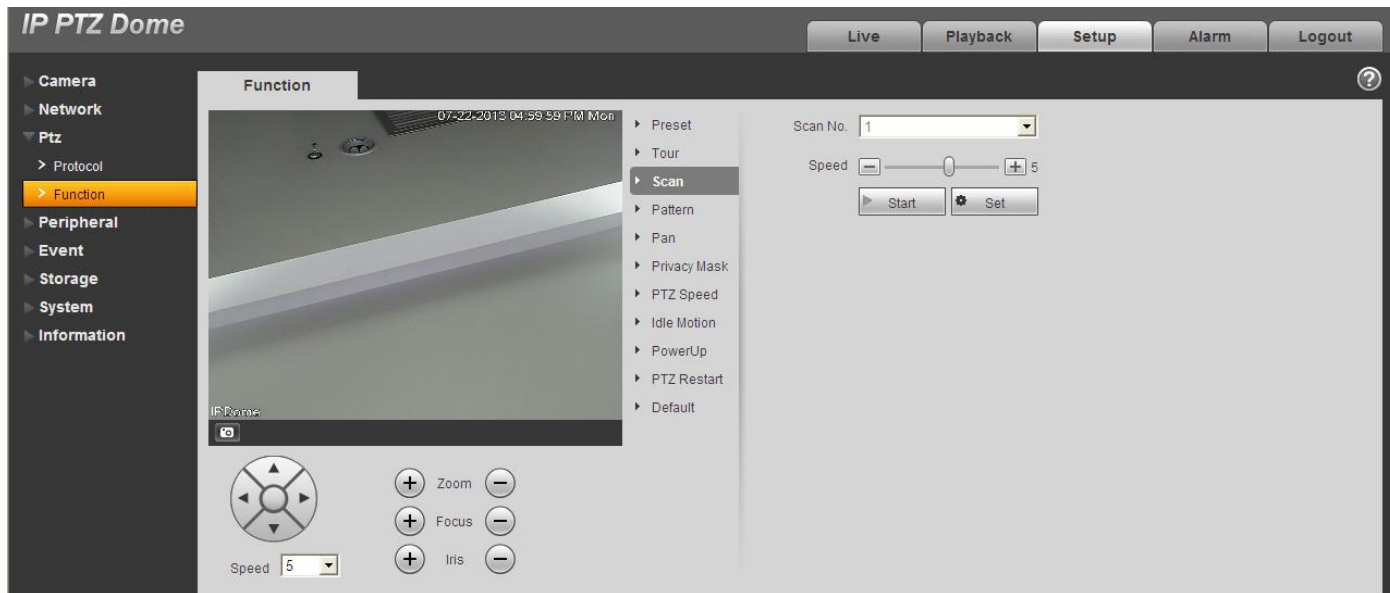 IP PTZ Dome
Live
Playback
Setup
Alarm
Logout
Camera
Network
Ptz
> Protocol
> Function
Peripheral
Event
Storage
System
Information
Function
?
07-22-2013 04:59:59 PM Mon
IP Dome
Preset
Tour
Scan
Pattern
Pan
Privacy Mask
PTZ Speed
Idle Motion
PowerUp
PTZ Restart
Default
Scan No. 1
Speed 5
Start
Set
Zoom
Focus
Iris
Speed 5